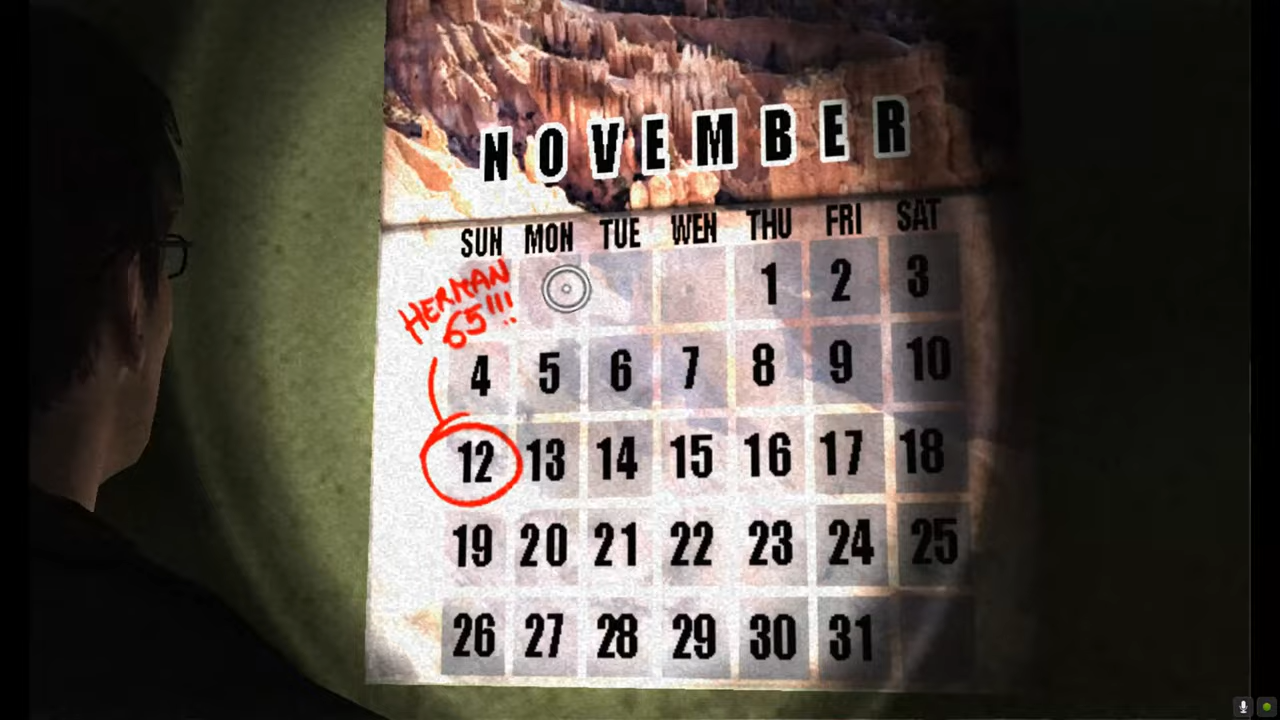 NOVEMBER
SUN MON TUE WEN THU FRI SAT
HERMAN
65!!!
1 2 3
4 5 6 7 8 9 10
12 13 14 15 16 17 18
19 20 21 22 23 24 25
26 27 28 29 30 31